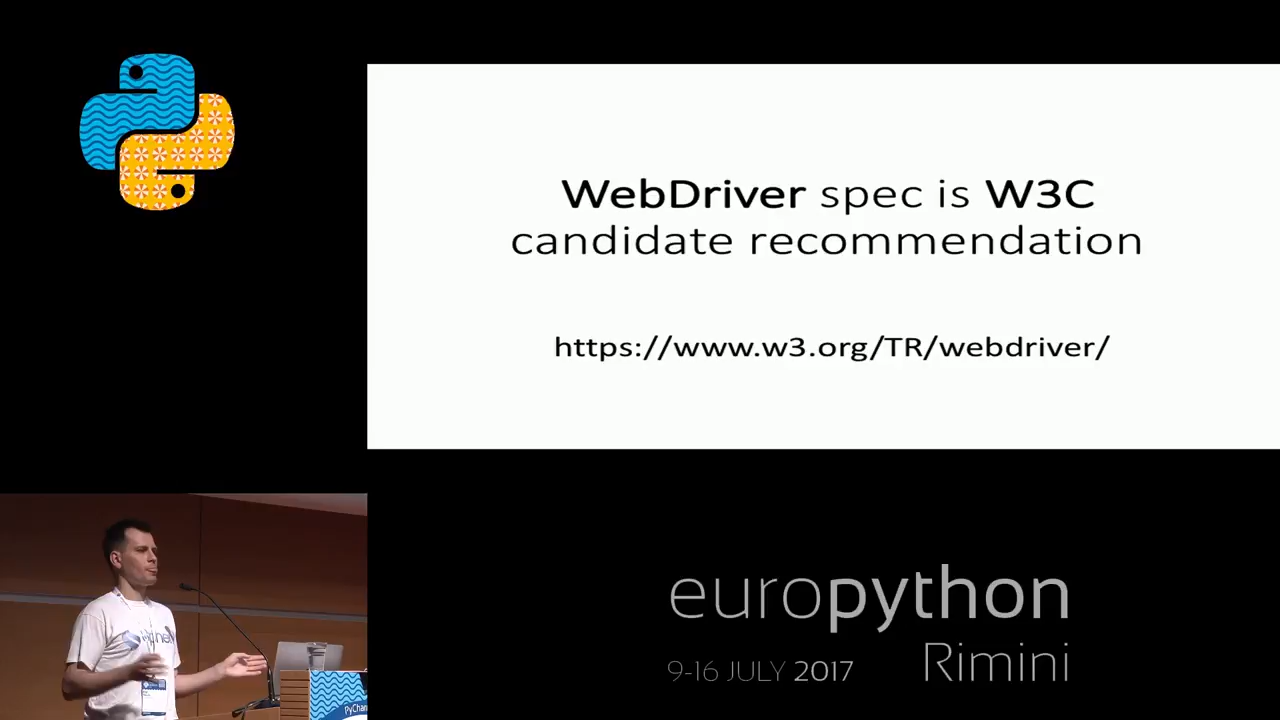 WebDriver spec is W3C
candidate recommendation
https://www.w3.org/TR/webdriver/
europython
Rimini
9-16 JULY 2017